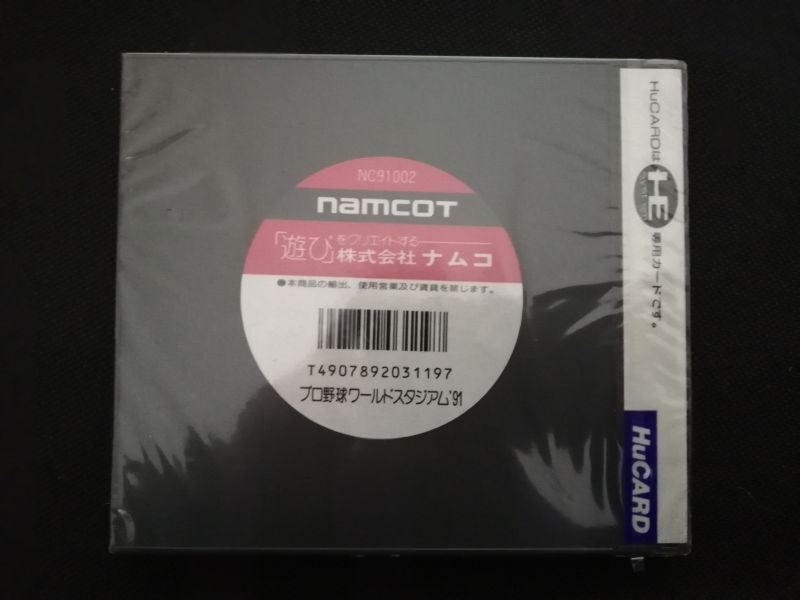 NC91002
namcoT
「遊び」をクリエイトする
株式会社ナムコ
●本商品の輸出、使用営業及び賃貸を禁じます。
T4907892031197
プロ野球ワールドスタジアム'91
HuCARDは HE 専用カードです。
HuCARD